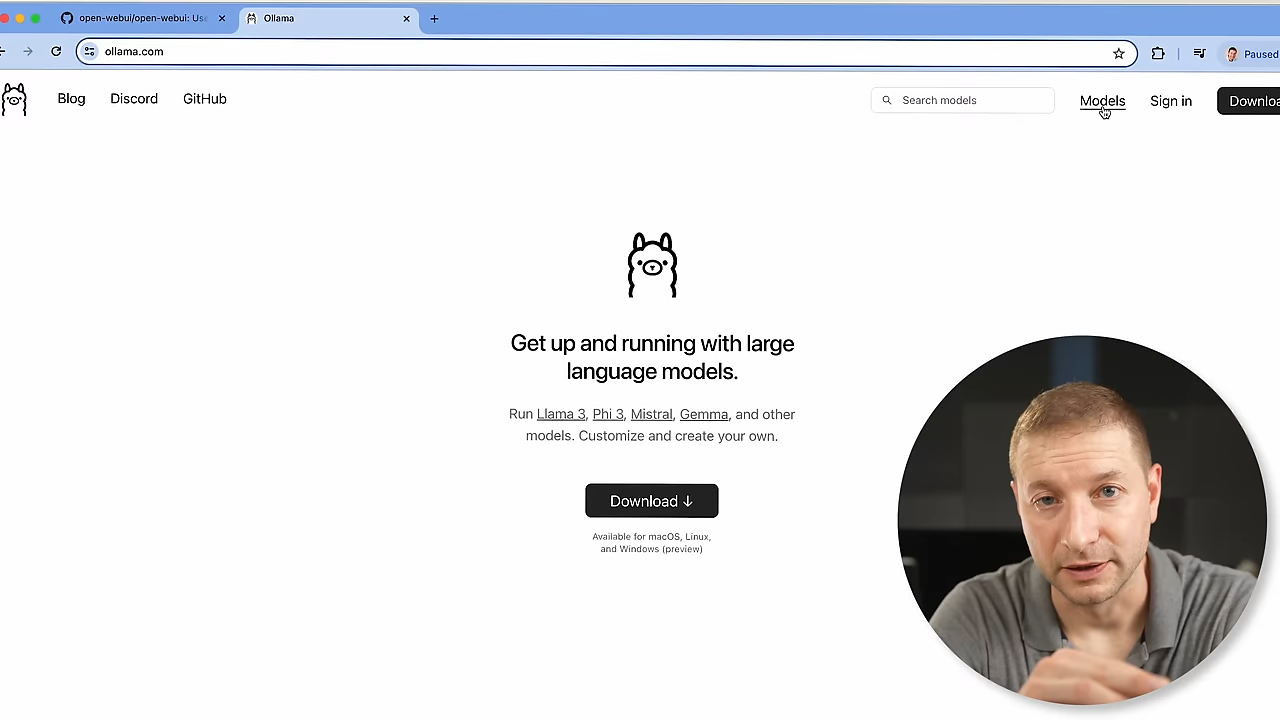 open-webui/open-webui: Use
Ollama
ollama.com
Paused
Blog
Discord
GitHub
Search models
Models
Sign in
Downloa
Get up and running with large
language models.
Run Llama 3, Phi 3, Mistral, Gemma, and other
models. Customize and create your own.
Download ↓
Available for macOS, Linux,
and Windows (preview)